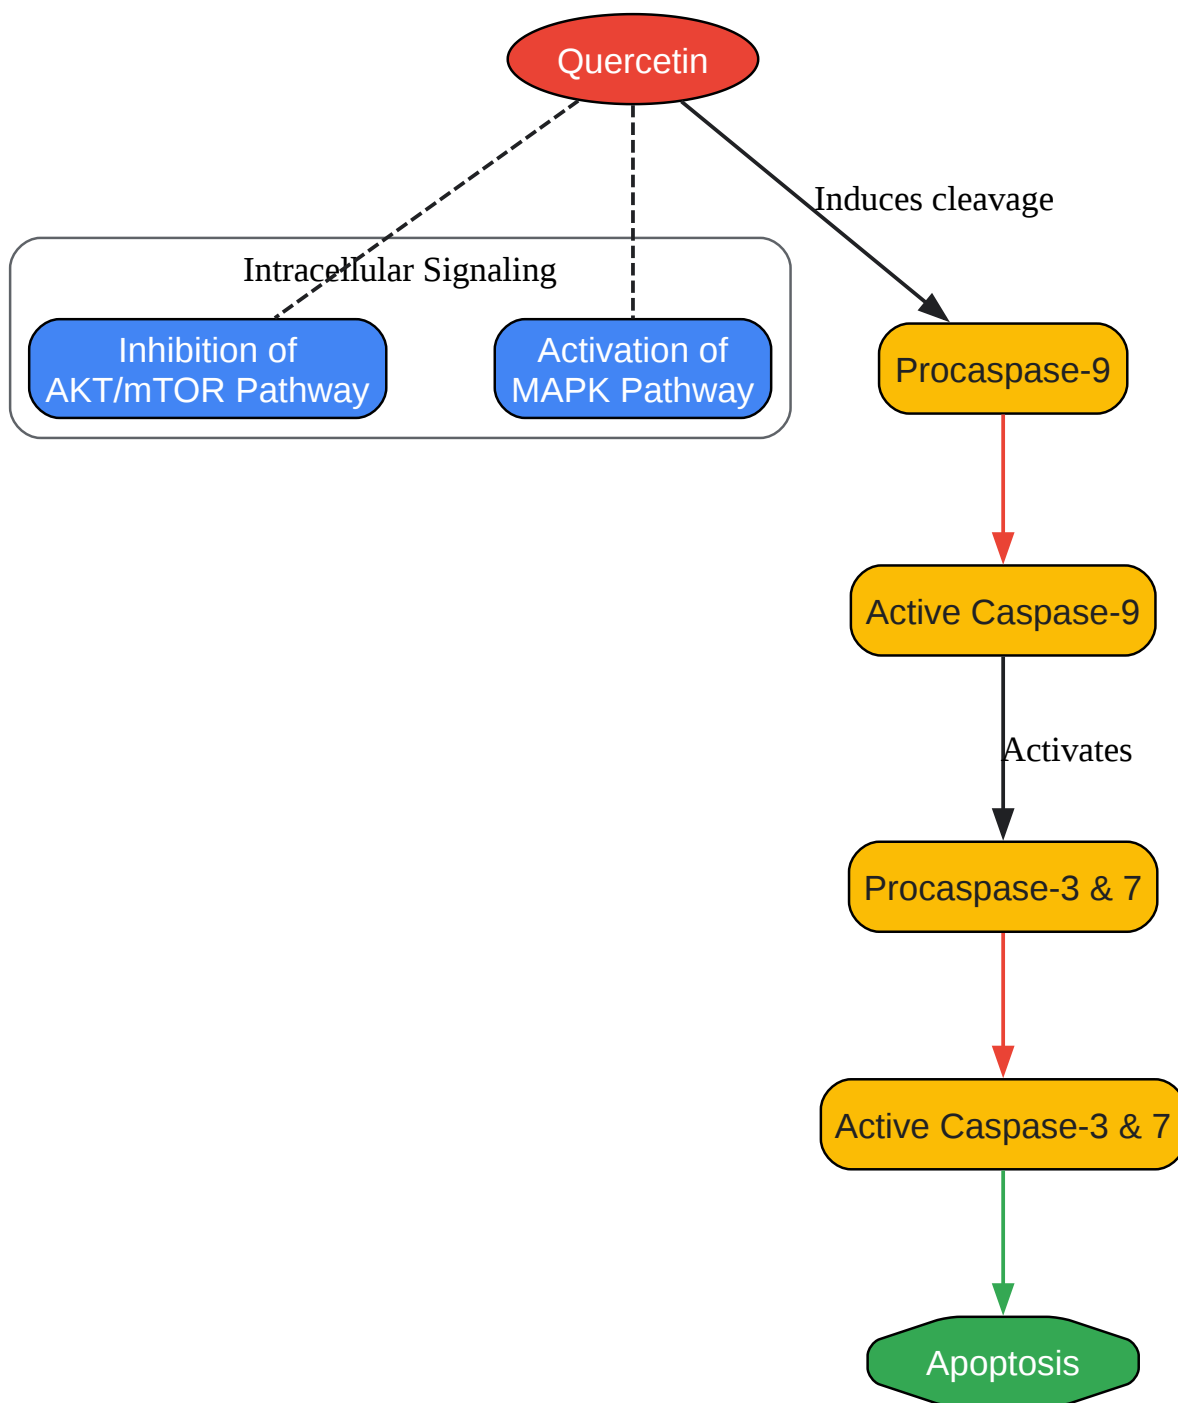 Quercetin
Induces cleavage
Intracellular Signaling
Inhibition of
AKT/mTOR Pathway
Activation of
MAPK Pathway
Procaspase-9
Active Caspase-9
Activates
Procaspase-3 & 7
Active Caspase-3 & 7
Apoptosis